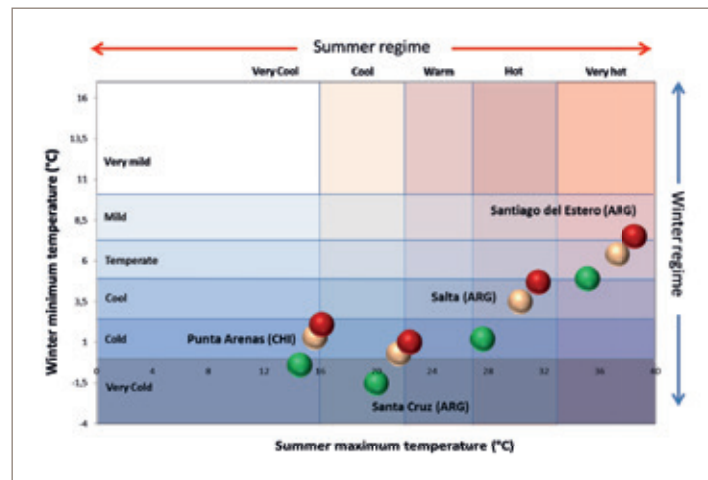 Summer regime
Very Cool Cool Warm Hot Very hot
16
13,5
Very mild
11
Mild
8,5
Santiago del Estero (ARG)
Temperate
6
Cool
3,5
Salta (ARG)
Cold
1
Punta Arenas (CHI)
0 4 8 12 16 20 24 28 32 36 40
-1,5
Very Cold
Santa Cruz (ARG)
-4
Summer maximum temperature (°C)
Winter minimum temperature (°C)
Winter regime